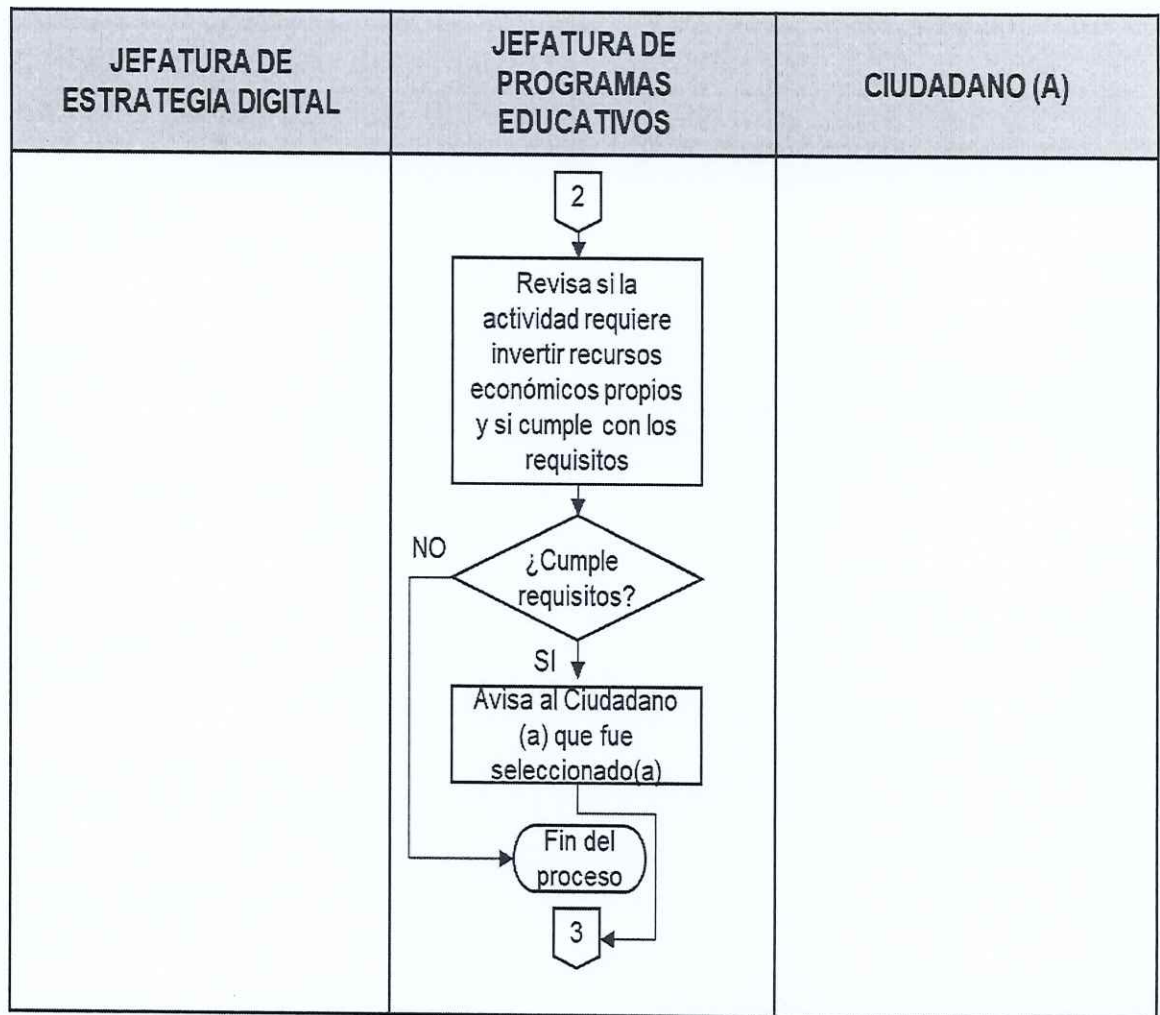 JEFATURA DE
ESTRATEGIA DIGITAL
JEFATURA DE
PROGRAMAS
EDUCATIVOS
CIUDADANO (A)
2
Revisa si la
actividad requiere
invertir recursos
económicos propios
y si cumple con los
requisitos
NO
¿Cumple
requisitos?
SI
Avisa al Ciudadano
(a) que fue
seleccionado(a)
Fin del
proceso
3